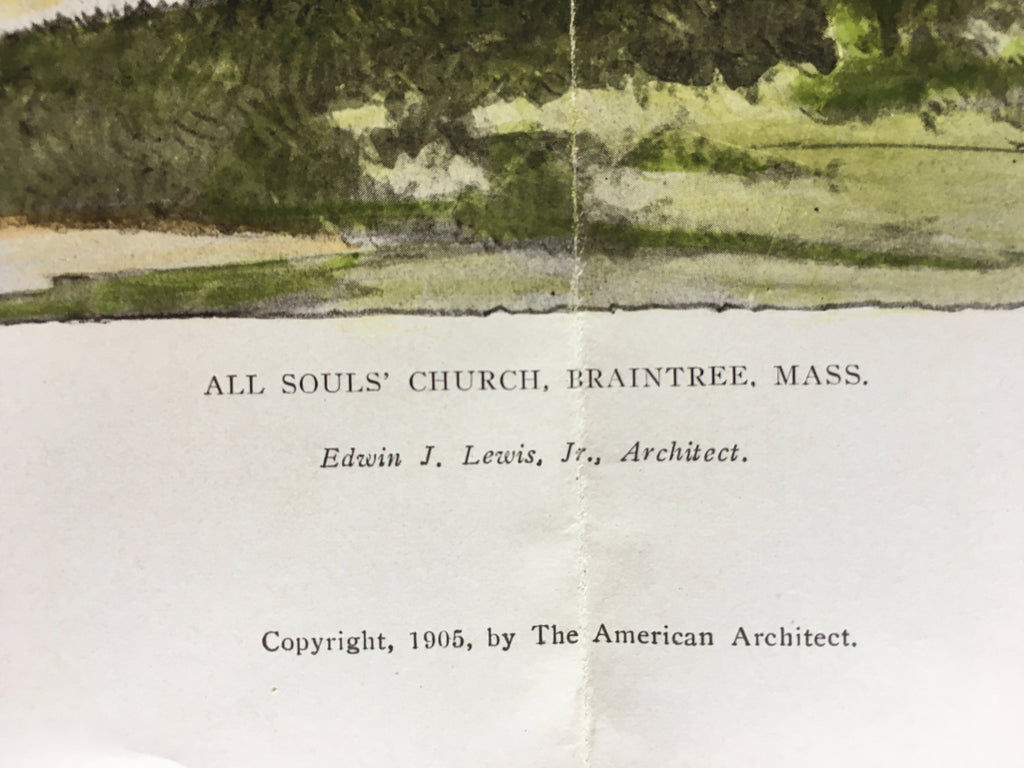 ALL SOULS' CHURCH, BRAINTREE, MASS.
Edwin J. Lewis, Jr., Architect.
Copyright, 1905, by The American Architect.